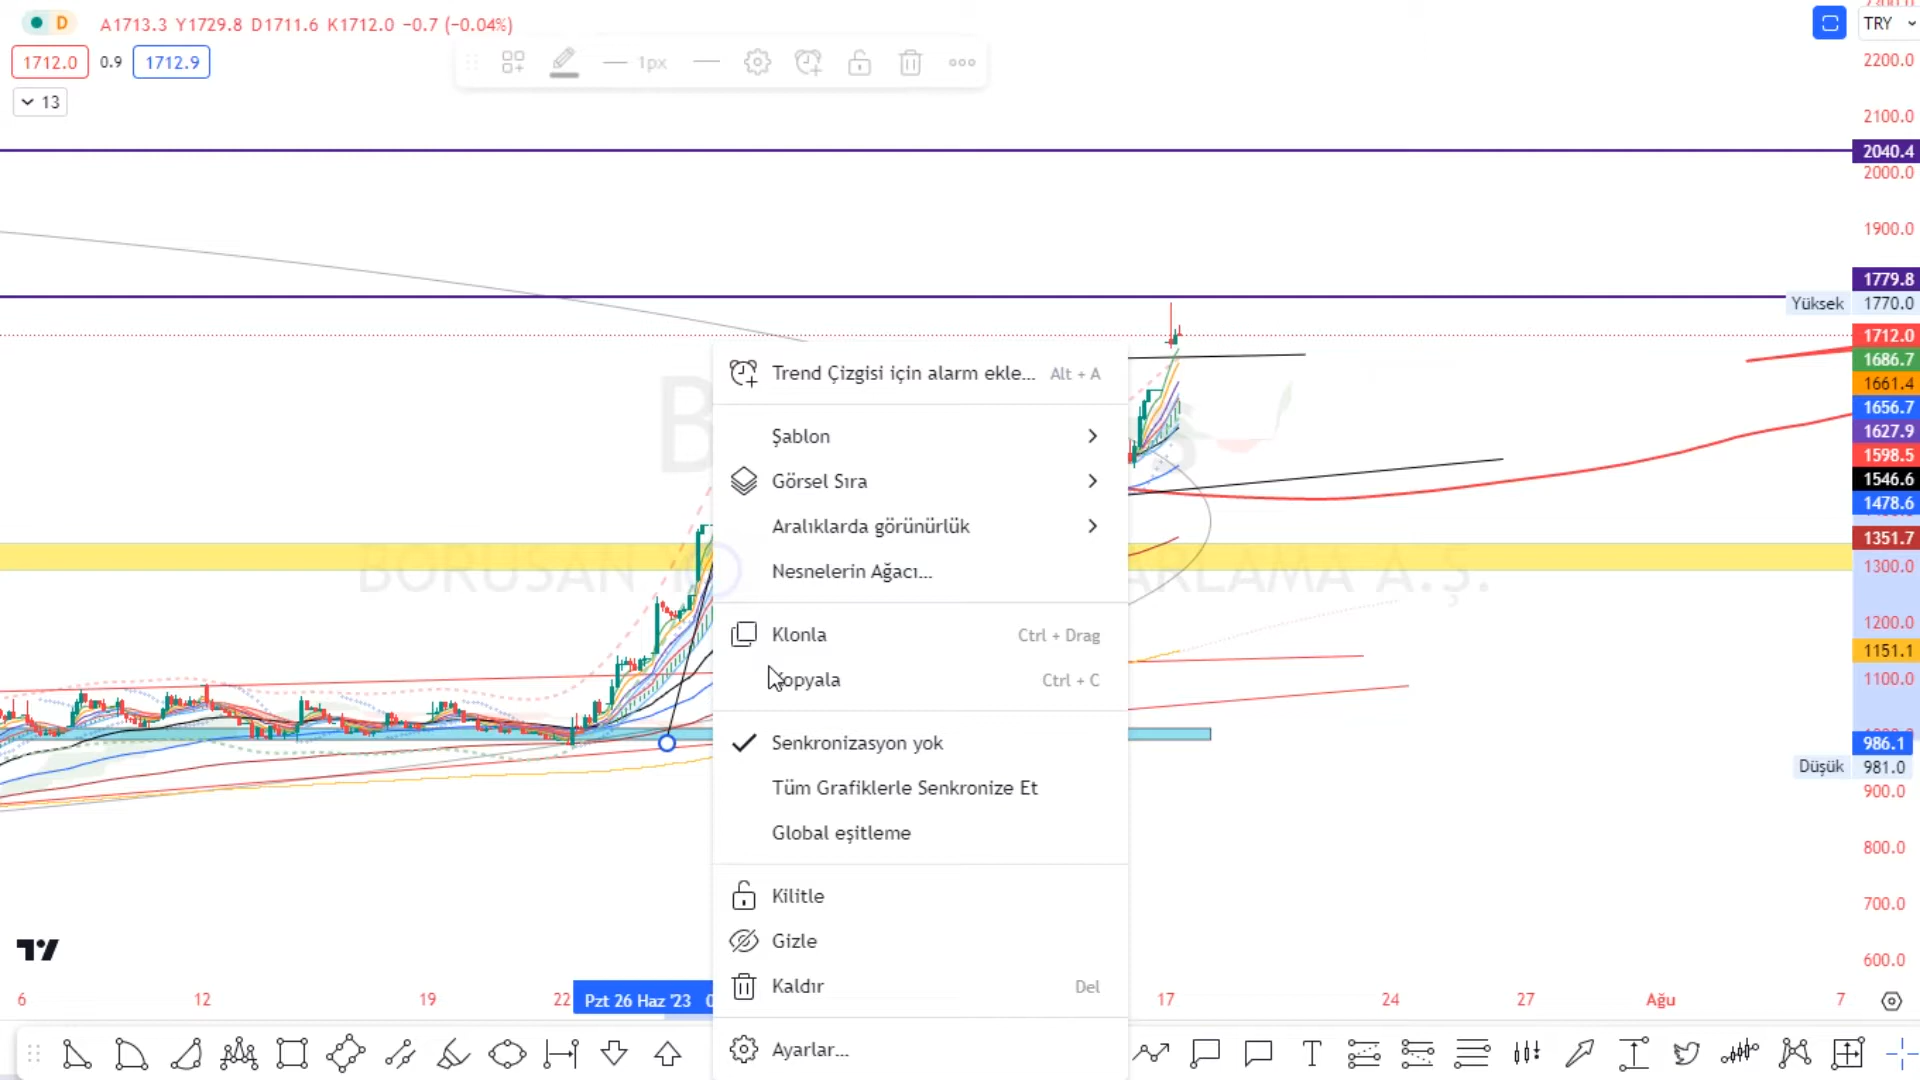 D A1713.3 Y1729.8 D1711.6 K1712.0 −0.7 (−0.04%)
TRY
1712.0 0.9 1712.9
1px
13
2200.0
2100.0
2040.4
2000.0
1900.0
1779.8
Yüksek 1770.0
1712.0
1686.7
1661.4
1656.7
1627.9
1598.5
1546.6
1478.6
1351.7
1300.0
1200.0
1151.1
1100.0
986.1
Düşük 981.0
900.0
800.0
700.0
600.0
BORUSAN
ARLAMA A.Ş.
Trend Çizgisi için alarm ekle... Alt + A
Şablon
Görsel Sıra
Aralıklarda görünürlük
Nesnelerin Ağacı...
Klonla Ctrl + Drag
Kopyala Ctrl + C
Senkronizasyon yok
Tüm Grafiklerle Senkronize Et
Global eşitleme
Kilitle
Gizle
Kaldır Del
Ayarlar...
6 12 19 22 Pzt 26 Haz '23 17 24 27 Ağu 7